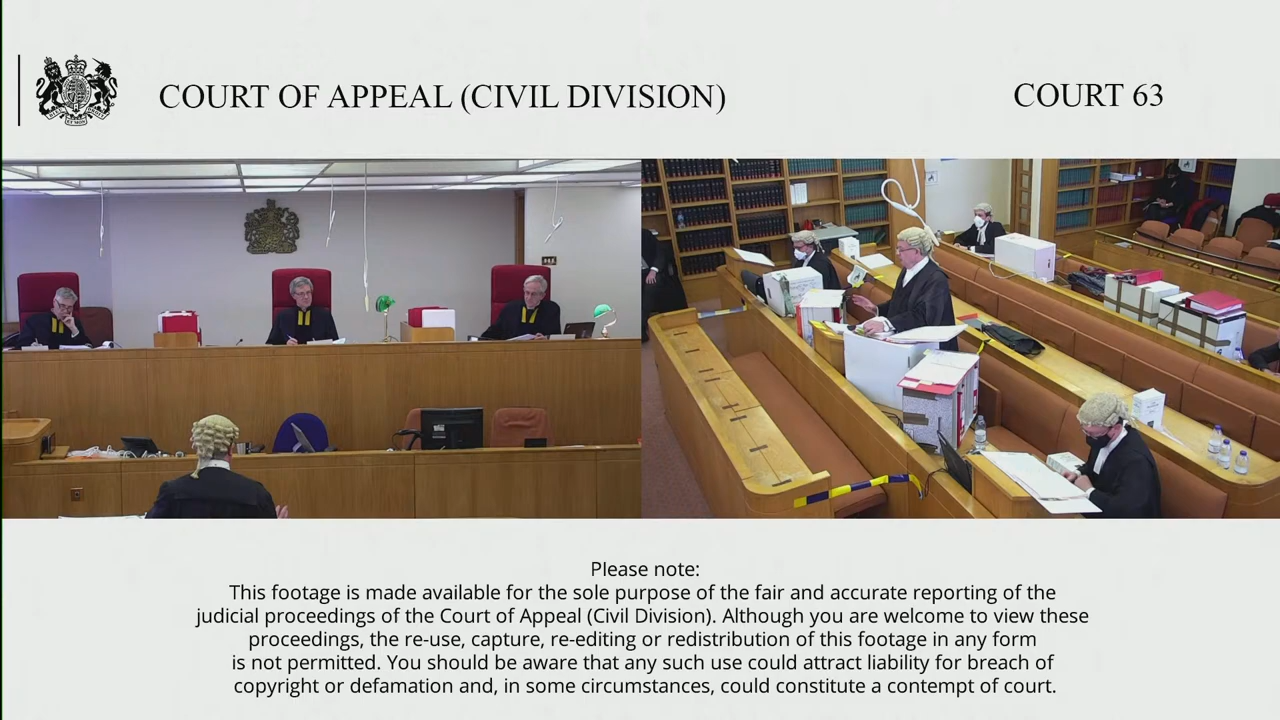 COURT OF APPEAL (CIVIL DIVISION)
COURT 63
Please note:
This footage is made available for the sole purpose of the fair and accurate reporting of the
judicial proceedings of the Court of Appeal (Civil Division). Although you are welcome to view these
proceedings, the re-use, capture, re-editing or redistribution of this footage in any form
is not permitted. You should be aware that any such use could attract liability for breach of
copyright or defamation and, in some circumstances, could constitute a contempt of court.